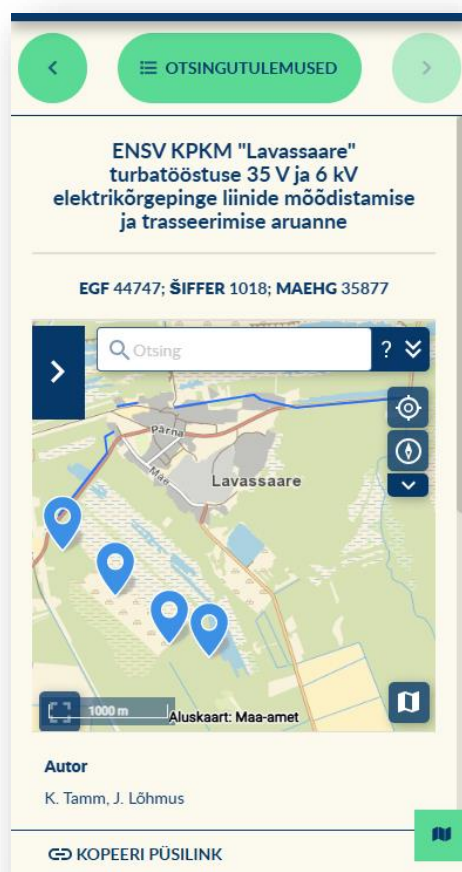 OTSINGUTULEMUSED
ENSV KPKM "Lavassaare"
turbatööstuse 35 V ja 6 kV
elektrikõrgepinge liinide mõõdistamise
ja trasseerimise aruanne
EGF 44747; ŠIFFER 1018; MAEHG 35877
Otsing
?
Pärna
Mäe
Lavassaare
1000 m
Aluskaart: Maa-amet
Autor
K. Tamm, J. Lõhmus
KOPEERI PÜSILINK